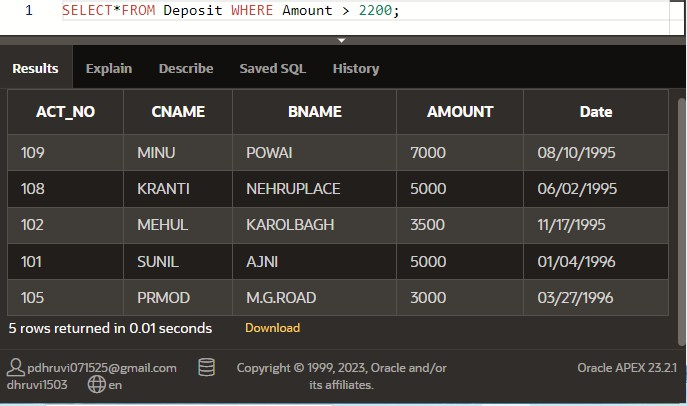 1 SELECT*FROM Deposit WHERE Amount > 2200;
Results Explain Describe Saved SQL History
ACT_NO CNAME BNAME AMOUNT Date
109 MINU POWAI 7000 08/10/1995
108 KRANTI NEHRUPLACE 5000 06/02/1995
102 MEHUL KAROLBAGH 3500 11/17/1995
101 SUNIL AJNI 5000 01/04/1996
105 PRMOD M.G.ROAD 3000 03/27/1996
5 rows returned in 0.01 seconds Download
pdhruvi071525@gmail.com Copyright © 1999, 2023, Oracle and/or Oracle APEX 23.2.1
dhruvi1503 en its affiliates.